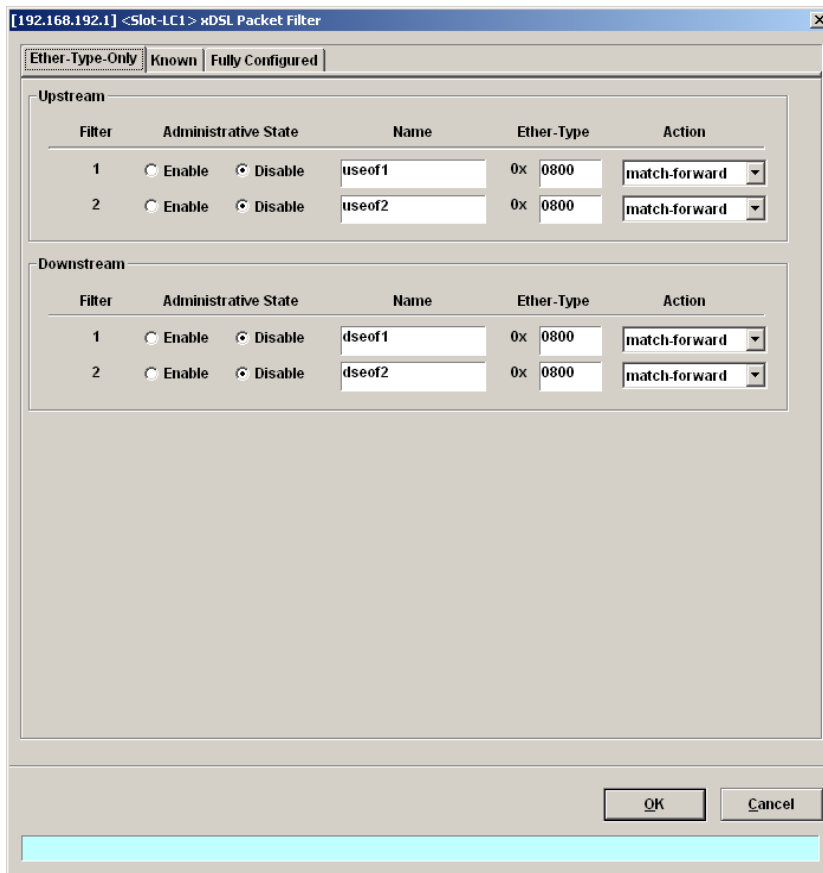 [192.168.192.1] <Slot-LC1> xDSL Packet Filter
Ether-Type-Only Known Fully Configured
Upstream
Filter Administrative State Name Ether-Type Action
1 Enable Disable useof1 0x 0800 match-forward
2 Enable Disable useof2 0x 0800 match-forward
Downstream
Filter Administrative State Name Ether-Type Action
1 Enable Disable dseof1 0x 0800 match-forward
2 Enable Disable dseof2 0x 0800 match-forward
OK Cancel